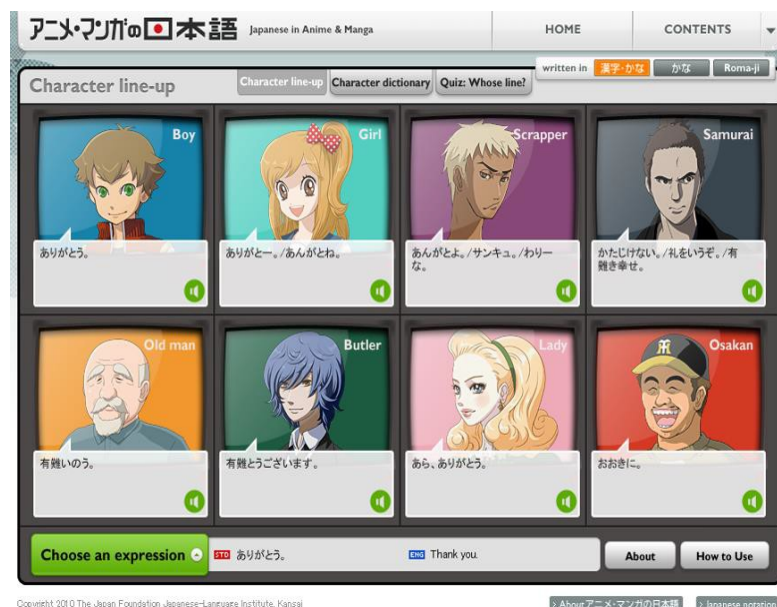 アニメ・マンガの日本語 Japanese in Anime & Manga HOME CONTENTS
written in 漢字・かな かな Roma-ji
Character line-up Character line-up Character dictionary Quiz: Whose line?
Boy
ありがとう。
Girl
ありがとー。/あんがとね。
Scrapper
あんがとよ。/サンキュ。/わりー
な。
Samurai
かたじけない。/礼をいうぞ。/有
難き幸せ。
Old man
有難いのう。
Butler
有難とうございます。
Lady
あら、ありがとう。
Osakan
おおきに。
Choose an expression STD ありがとう。 ENG Thank you. About How to Use
Copyright 2010 The Japan Foundation Japanese-Language Institute, Kansai > About アニメ・マンガの日本語 > Japanese notation